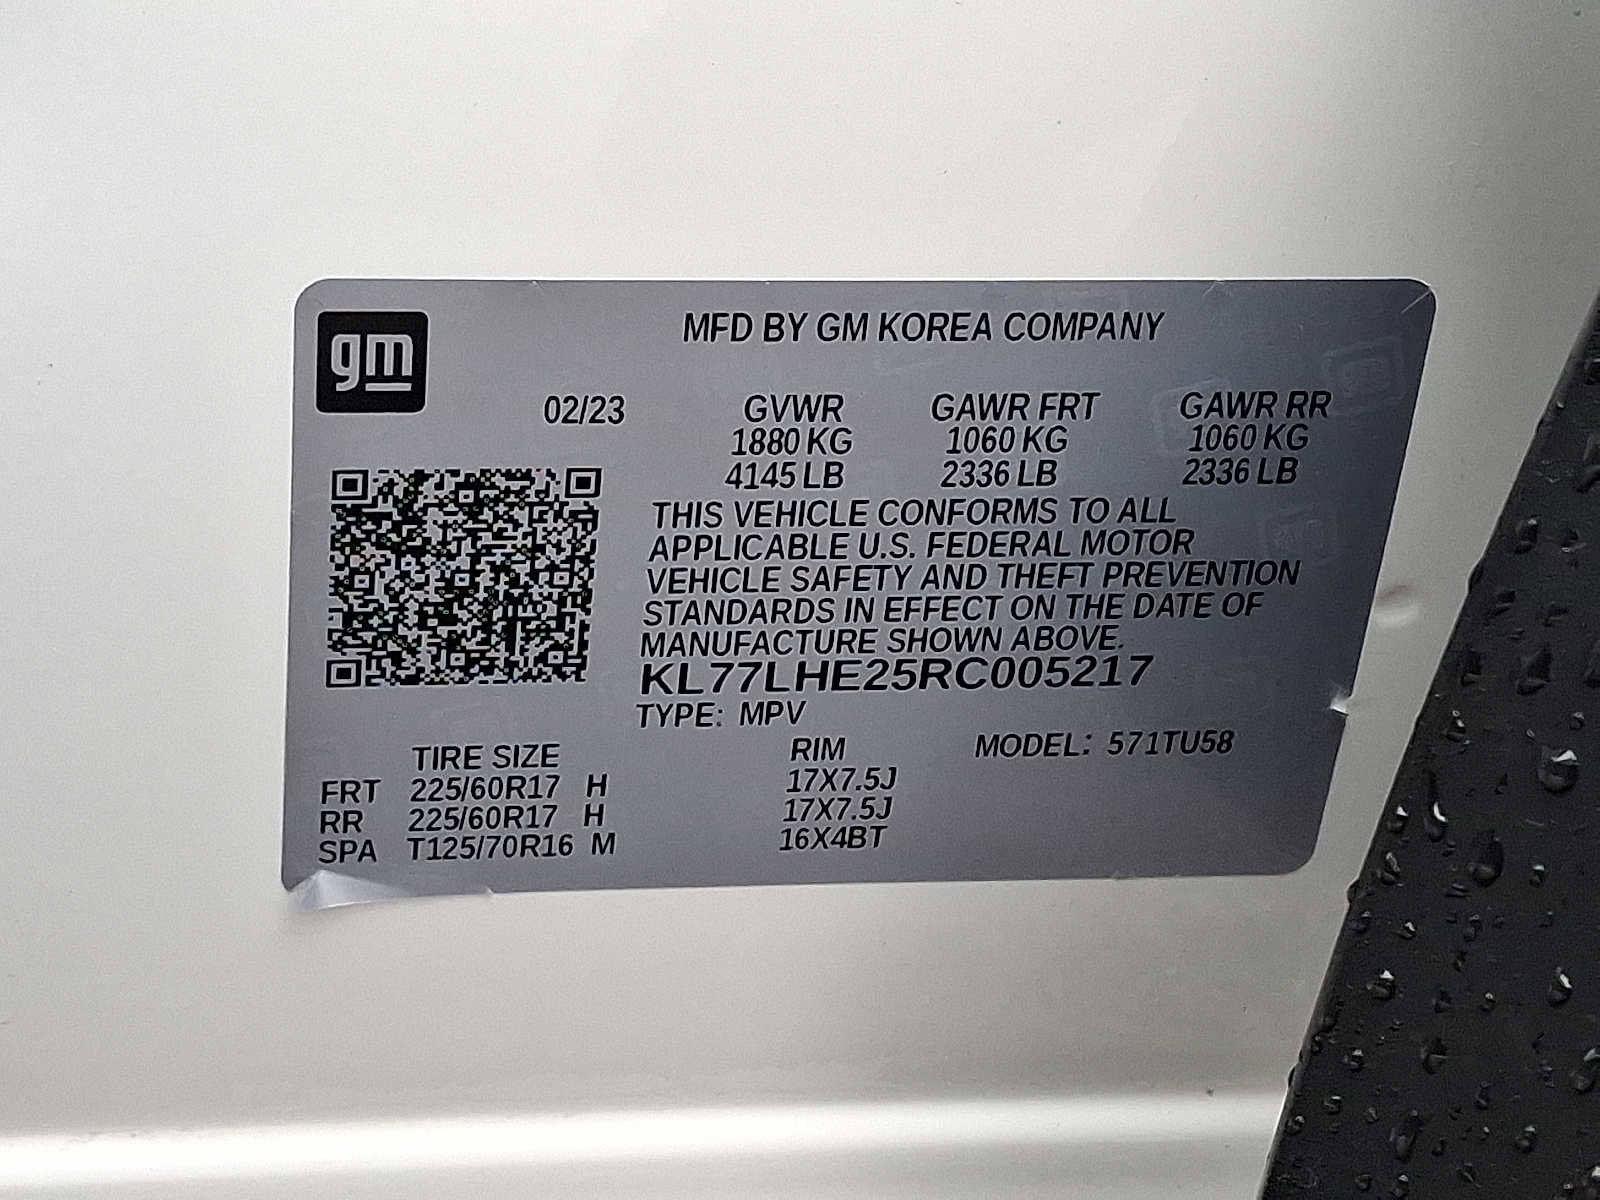 gm
MFD BY GM KOREA COMPANY
02/23 GVWR GAWR FRT GAWR RR
1880 KG 1060 KG 1060 KG
4145 LB 2336 LB 2336 LB
THIS VEHICLE CONFORMS TO ALL
APPLICABLE U.S. FEDERAL MOTOR
VEHICLE SAFETY AND THEFT PREVENTION
STANDARDS IN EFFECT ON THE DATE OF
MANUFACTURE SHOWN ABOVE.
KL77LHE25RC005217
TYPE: MPV
TIRE SIZE RIM MODEL: 571TU58
FRT 225/60R17 H 17X7.5J
RR 225/60R17 H 17X7.5J
SPA T125/70R16 M 16X4BT